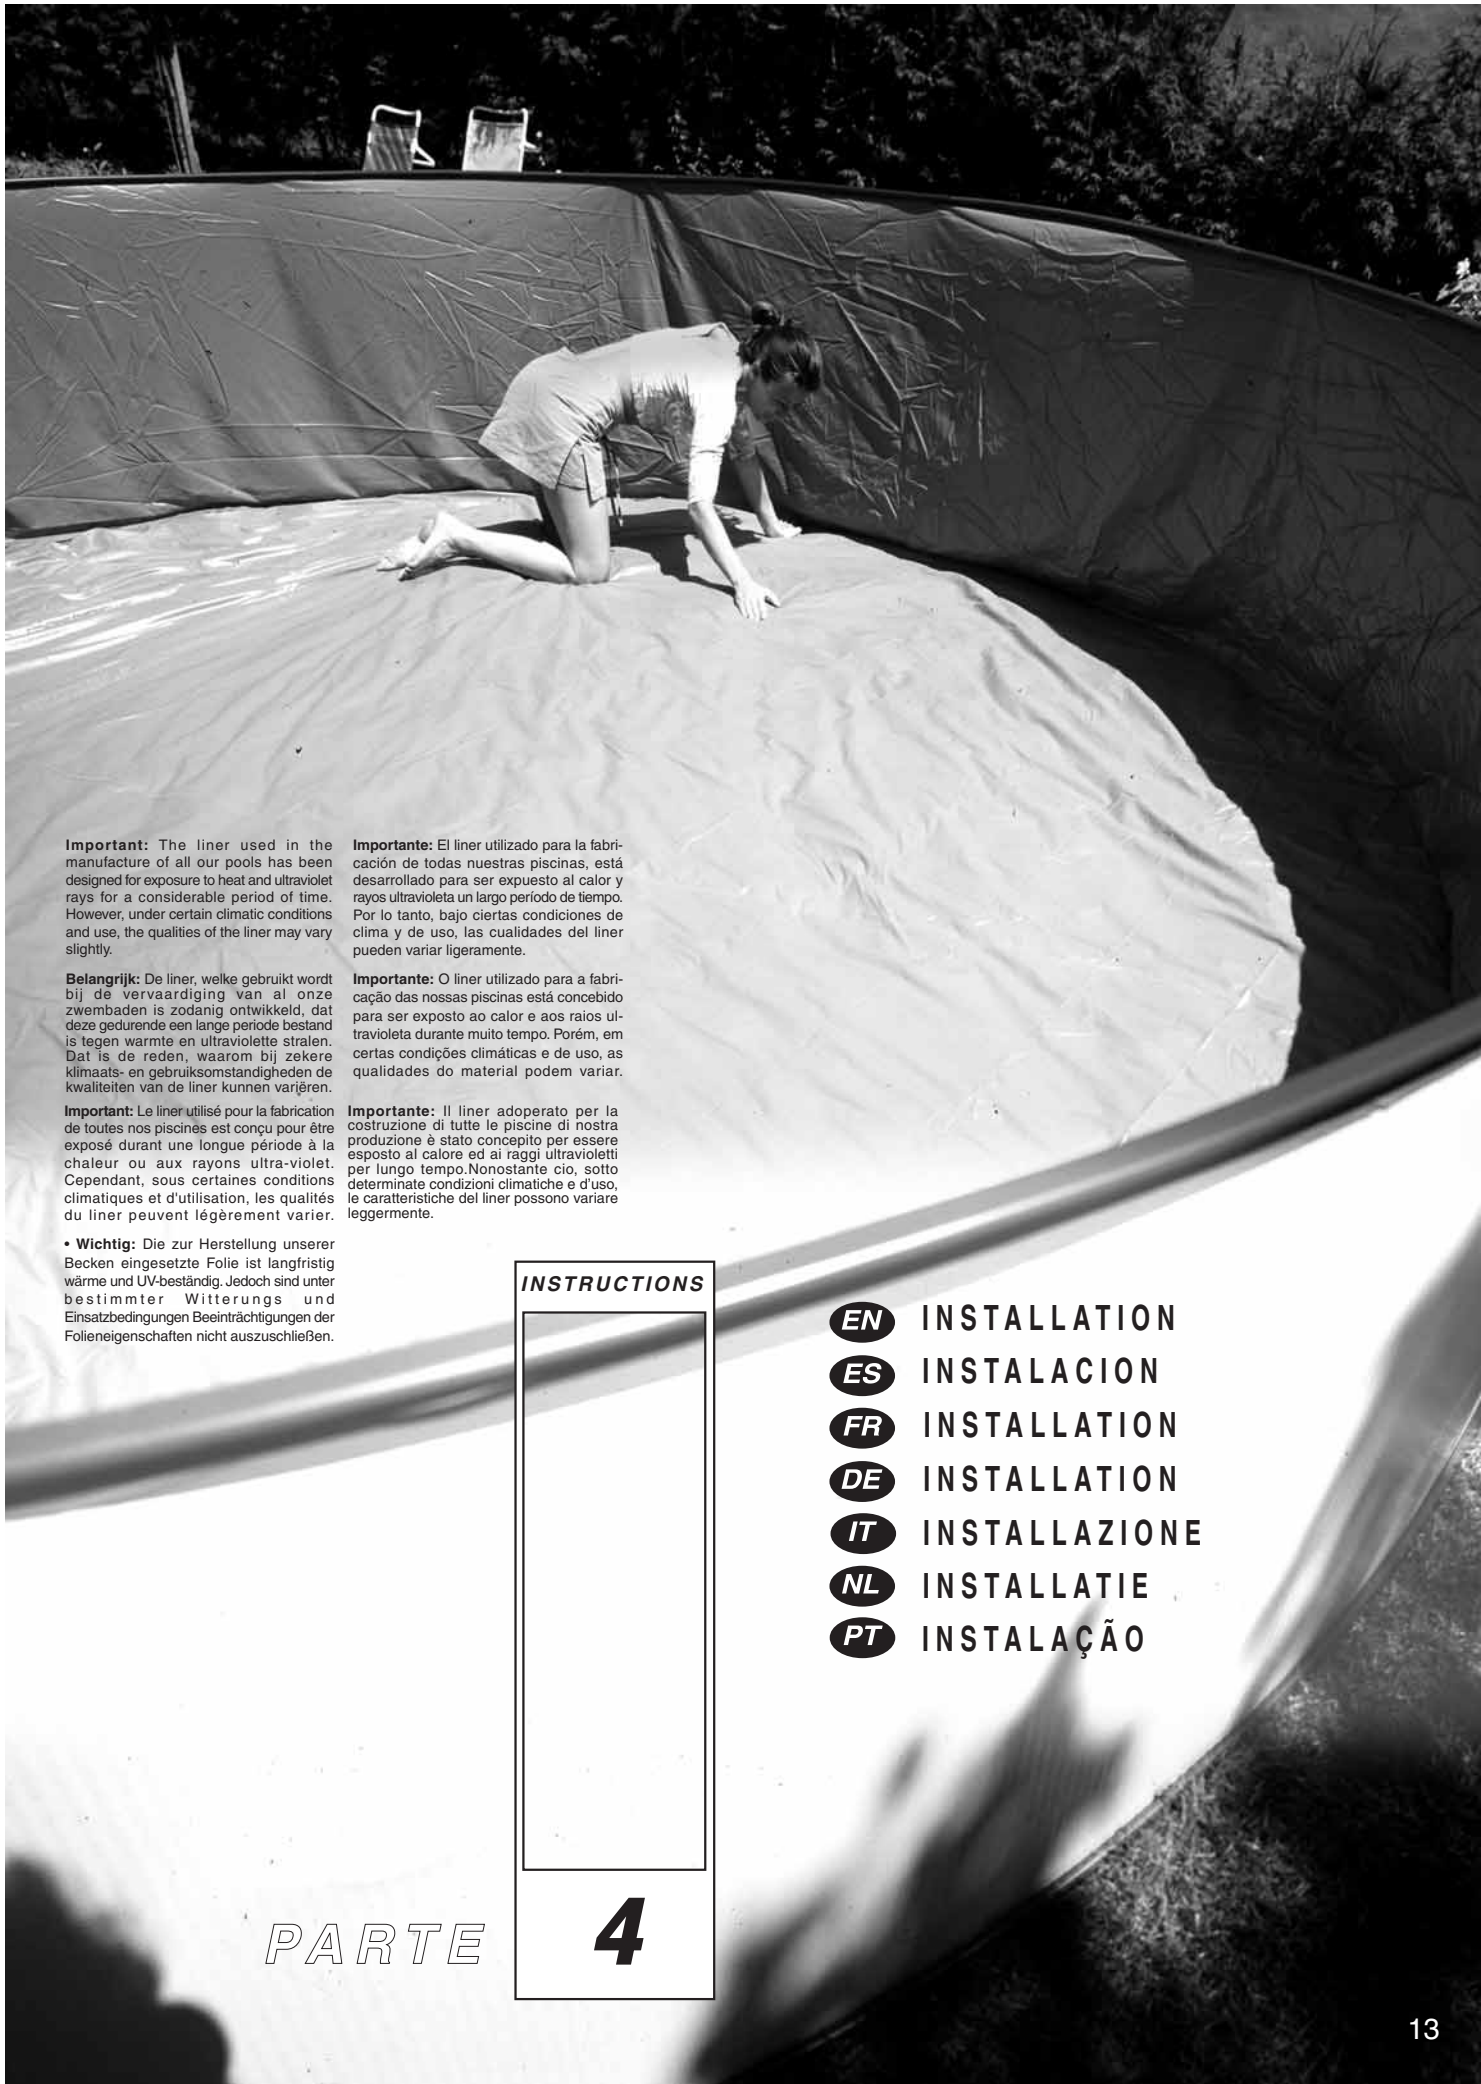 Important: The liner used in the
manufacture of all our pools has been
designed for exposure to heat and ultraviolet
rays for a considerable period of time.
However, under certain climatic conditions
and use, the qualities of the liner may vary
slightly.
Belangrijk: De liner, welke gebruikt wordt
bij de vervaardiging van al onze
zwembaden is zodanig ontwikkeld, dat
deze gedurende een lange periode bestand
is tegen warmte en ultraviolette stralen.
Dat is de reden, waarom bij zekere
klimaats- en gebruiksomstandigheden de
kwaliteiten van de liner kunnen variëren.
Important: Le liner utilisé pour la fabrication
de toutes nos piscines est conçu pour être
exposé durant une longue période à la
chaleur ou aux rayons ultra-violet.
Cependant, sous certaines conditions
climatiques et d'utilisation, les qualités
du liner peuvent légèrement varier.
• Wichtig: Die zur Herstellung unserer
Becken eingesetzte Folie ist langfristig
wärme und UV-beständig. Jedoch sind unter
bestimmter Witterungs und
Einsatzbedingungen Beeinträchtigungen der
Folieneigenschaften nicht auszuschließen.
Importante: El liner utilizado para la fabri-
cación de todas nuestras piscinas, está
desarrollado para ser expuesto al calor y
rayos ultravioleta un largo período de tiempo.
Por lo tanto, bajo ciertas condiciones de
clima y de uso, las cualidades del liner
pueden variar ligeramente.
Importante: O liner utilizado para a fabri-
cação das nossas piscinas está concebido
para ser exposto ao calor e aos raios ul-
travioleta durante muito tempo. Porém, em
certas condições climáticas e de uso, as
qualidades do material podem variar.
Importante: Il liner adoperato per la
costruzione di tutte le piscine di nostra
produzione è stato concepito per essere
esposto al calore ed ai raggi ultravioletti
per lungo tempo.Nonostante cio, sotto
determinate condizioni climatiche e d'uso,
le caratteristiche del liner possono variare
leggermente.
INSTRUCTIONS
EN INSTALLATION
ES INSTALACION
FR INSTALLATION
DE INSTALLATION
IT INSTALLAZIONE
NL INSTALLATIE
PT INSTALAÇÃO
PARTE 4
13